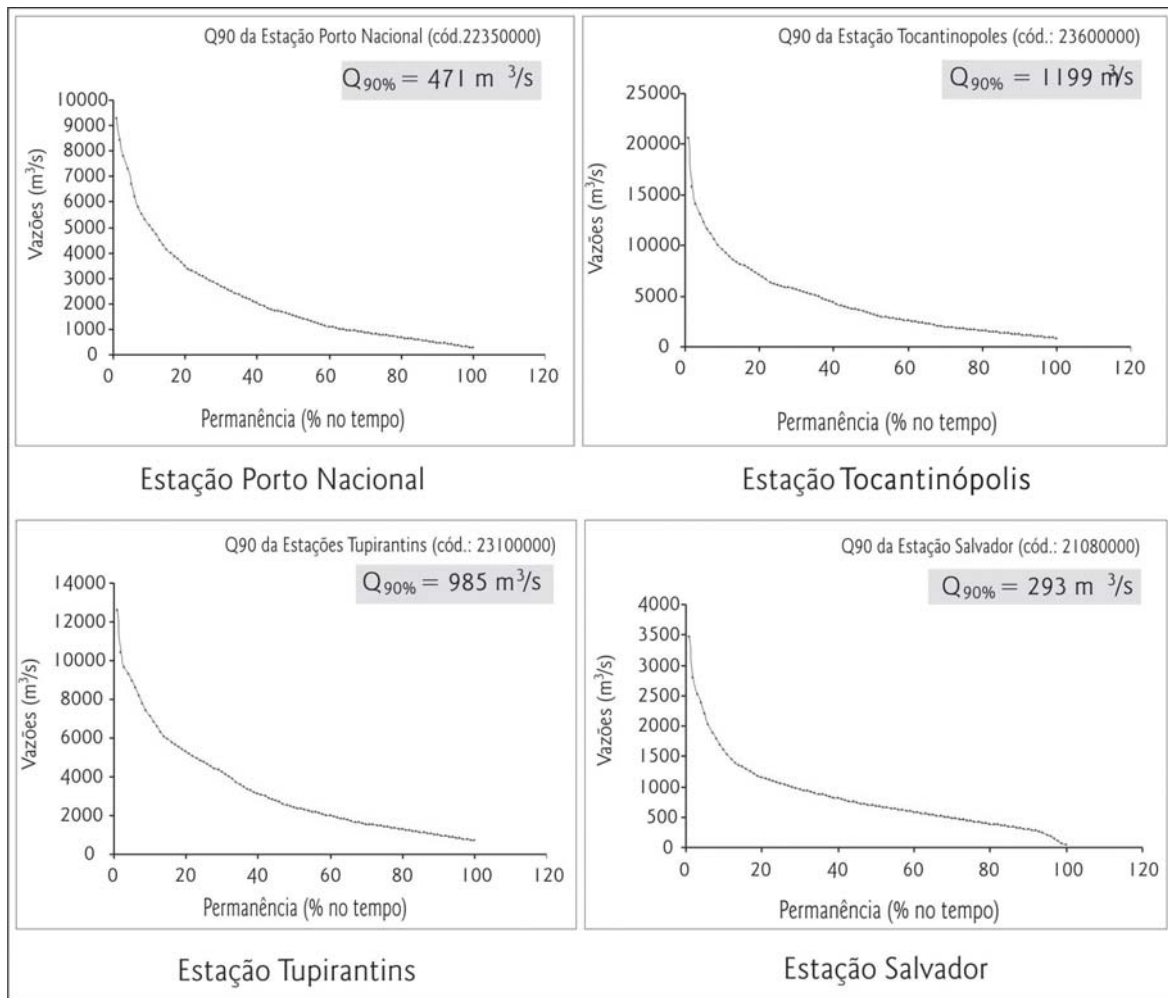 Q90 da Estação Porto Nacional (cód.22350000)
Q90% = 471 m ³/s
Vazões (m³/s)
10000
9000
8000
7000
6000
5000
4000
3000
2000
1000
0
0 20 40 60 80 100 120
Permanência (% no tempo)
Estação Porto Nacional
Q90 da Estação Tocantinopoles (cód.: 23600000)
Q90% = 1199 m³/s
Vazões (m³/s)
25000
20000
15000
10000
5000
0
0 20 40 60 80 100 120
Permanência (% no tempo)
Estação Tocantinópolis
Q90 da Estações Tupirantins (cód.: 23100000)
Q90% = 985 m³/s
Vazões (m³/s)
14000
12000
10000
8000
6000
4000
2000
0
0 20 40 60 80 100 120
Permanência (% no tempo)
Estação Tupirantins
Q90 da Estação Salvador (cód.: 21080000)
Q90% = 293 m ³/s
Vazões (m³/s)
4000
3500
3000
2500
2000
1500
1000
500
0
0 20 40 60 80 100 120
Permanência (% no tempo)
Estação Salvador